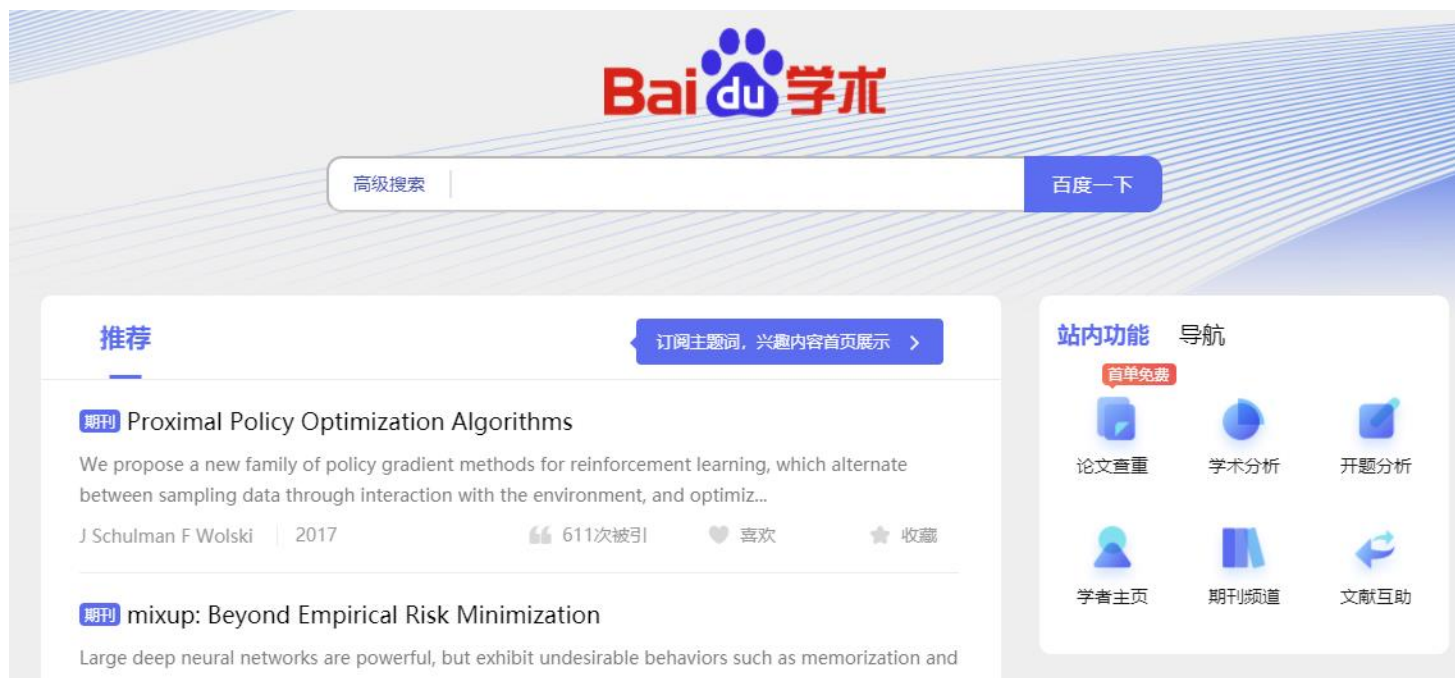 Bai du 学术
高级搜索
百度一下
推荐
订阅主题词，兴趣内容首页展示
期刊 Proximal Policy Optimization Algorithms
We propose a new family of policy gradient methods for reinforcement learning, which alternate
between sampling data through interaction with the environment, and optimiz...
J Schulman F Wolski 2017 611次被引 喜欢 收藏
期刊 mixup: Beyond Empirical Risk Minimization
Large deep neural networks are powerful, but exhibit undesirable behaviors such as memorization and
站内功能 导航
首单免费
论文查重 学术分析 开题分析
学者主页 期刊频道 文献互助